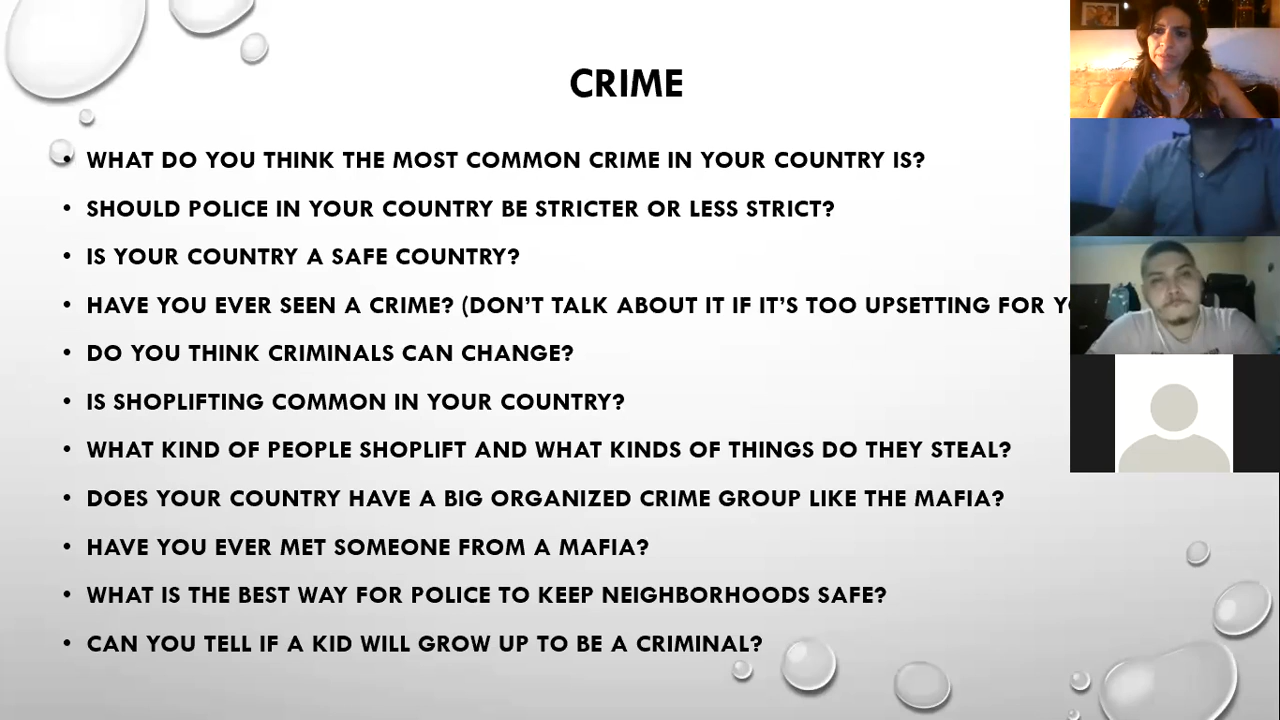 CRIME
• WHAT DO YOU THINK THE MOST COMMON CRIME IN YOUR COUNTRY IS?
• SHOULD POLICE IN YOUR COUNTRY BE STRICTER OR LESS STRICT?
• IS YOUR COUNTRY A SAFE COUNTRY?
• HAVE YOU EVER SEEN A CRIME? (DON'T TALK ABOUT IT IF IT'S TOO UPSETTING FOR
• DO YOU THINK CRIMINALS CAN CHANGE?
• IS SHOPLIFTING COMMON IN YOUR COUNTRY?
• WHAT KIND OF PEOPLE SHOPLIFT AND WHAT KINDS OF THINGS DO THEY STEAL?
• DOES YOUR COUNTRY HAVE A BIG ORGANIZED CRIME GROUP LIKE THE MAFIA?
• HAVE YOU EVER MET SOMEONE FROM A MAFIA?
• WHAT IS THE BEST WAY FOR POLICE TO KEEP NEIGHBORHOODS SAFE?
• CAN YOU TELL IF A KID WILL GROW UP TO BE A CRIMINAL?